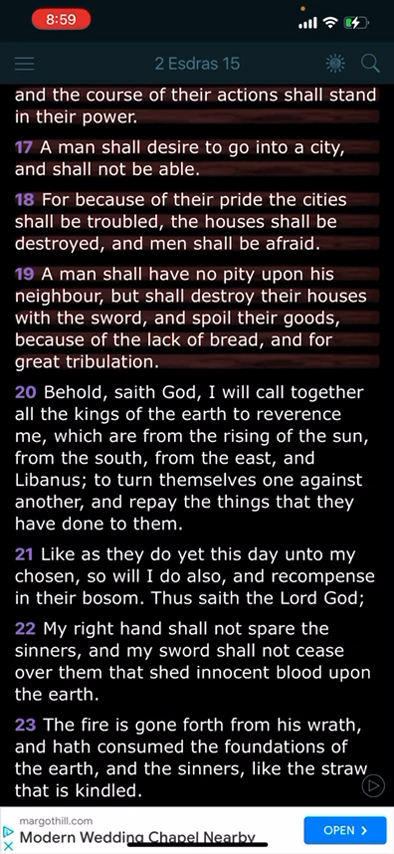 8:59
2 Esdras 15
and the course of their actions shall stand
in their power.
17 A man shall desire to go into a city,
and shall not be able.
18 For because of their pride the cities
shall be troubled, the houses shall be
destroyed, and men shall be afraid.
19 A man shall have no pity upon his
neighbour, but shall destroy their houses
with the sword, and spoil their goods,
because of the lack of bread, and for
great tribulation.
20 Behold, saith God, I will call together
all the kings of the earth to reverence
me, which are from the rising of the sun,
from the south, from the east, and
Libanus; to turn themselves one against
another, and repay the things that they
have done to them.
21 Like as they do yet this day unto my
chosen, so will I do also, and recompense
in their bosom. Thus saith the Lord God;
22 My right hand shall not spare the
sinners, and my sword shall not cease
over them that shed innocent blood upon
the earth.
23 The fire is gone forth from his wrath,
and hath consumed the foundations of
the earth, and the sinners, like the straw
that is kindled.
margothill.com
Modern Wedding Chapel Nearby
OPEN